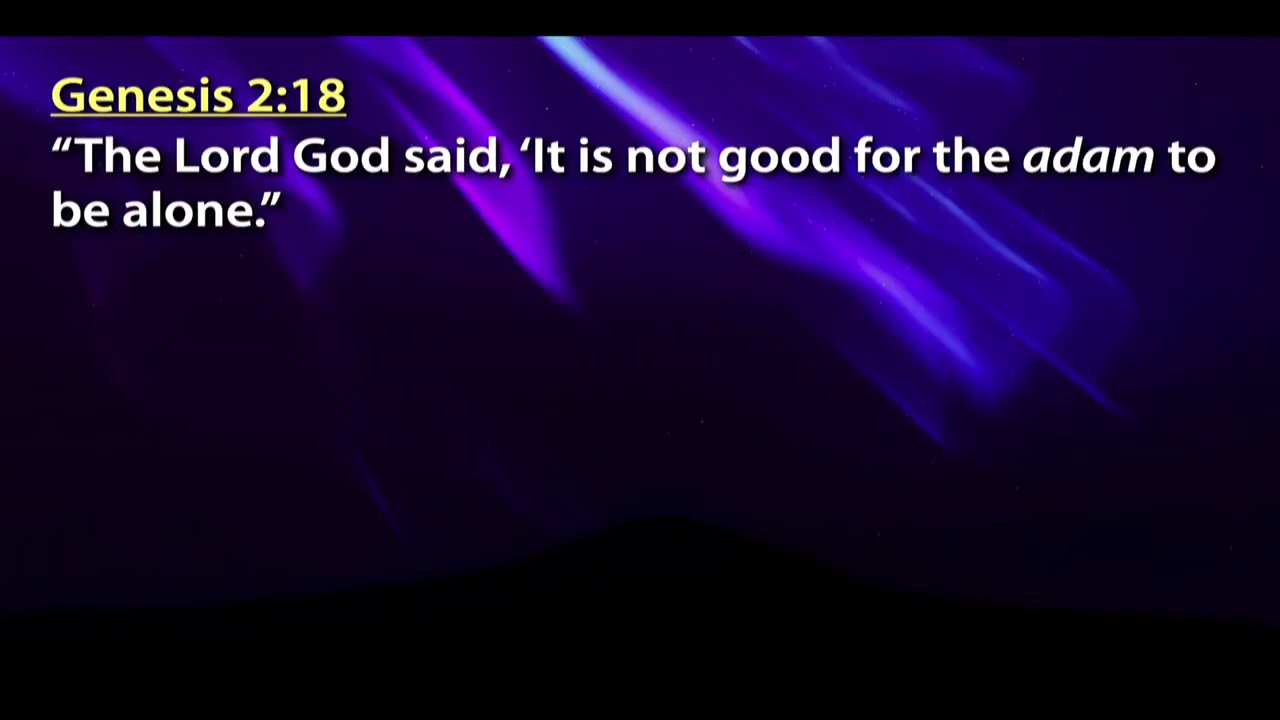 Genesis 2:18
“The Lord God said, ‘It is not good for the adam to
be alone.”